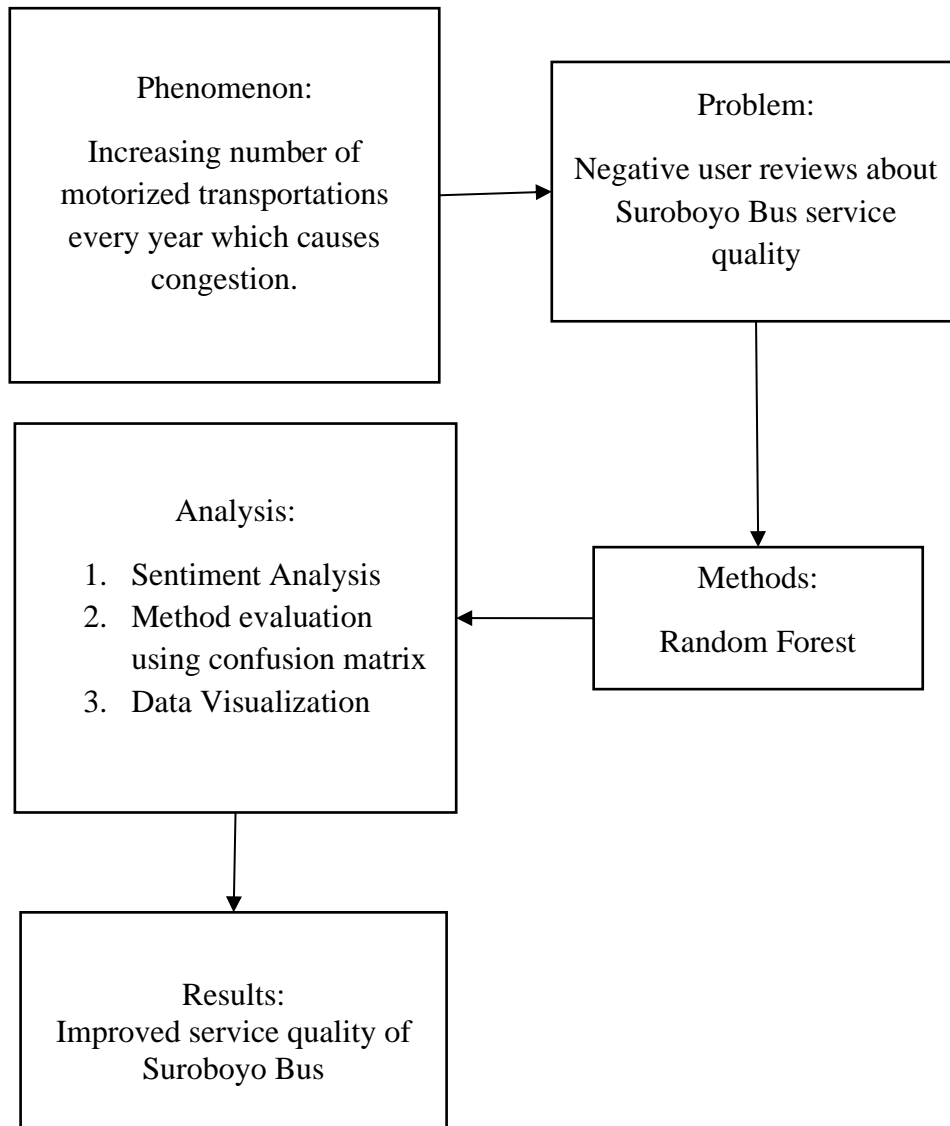 Phenomenon:
Increasing number of
motorized transportations
every year which causes
congestion.
Problem:
Negative user reviews about
Suroboyo Bus service
quality
Methods:
Random Forest
Analysis:
1. Sentiment Analysis
2. Method evaluation
using confusion matrix
3. Data Visualization
Results:
Improved service quality of
Suroboyo Bus